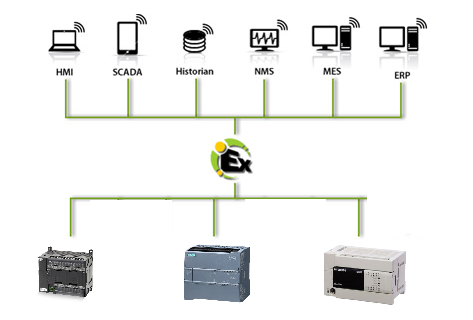 HMI
SCADA
Historian
NMS
MES
ERP
Ex